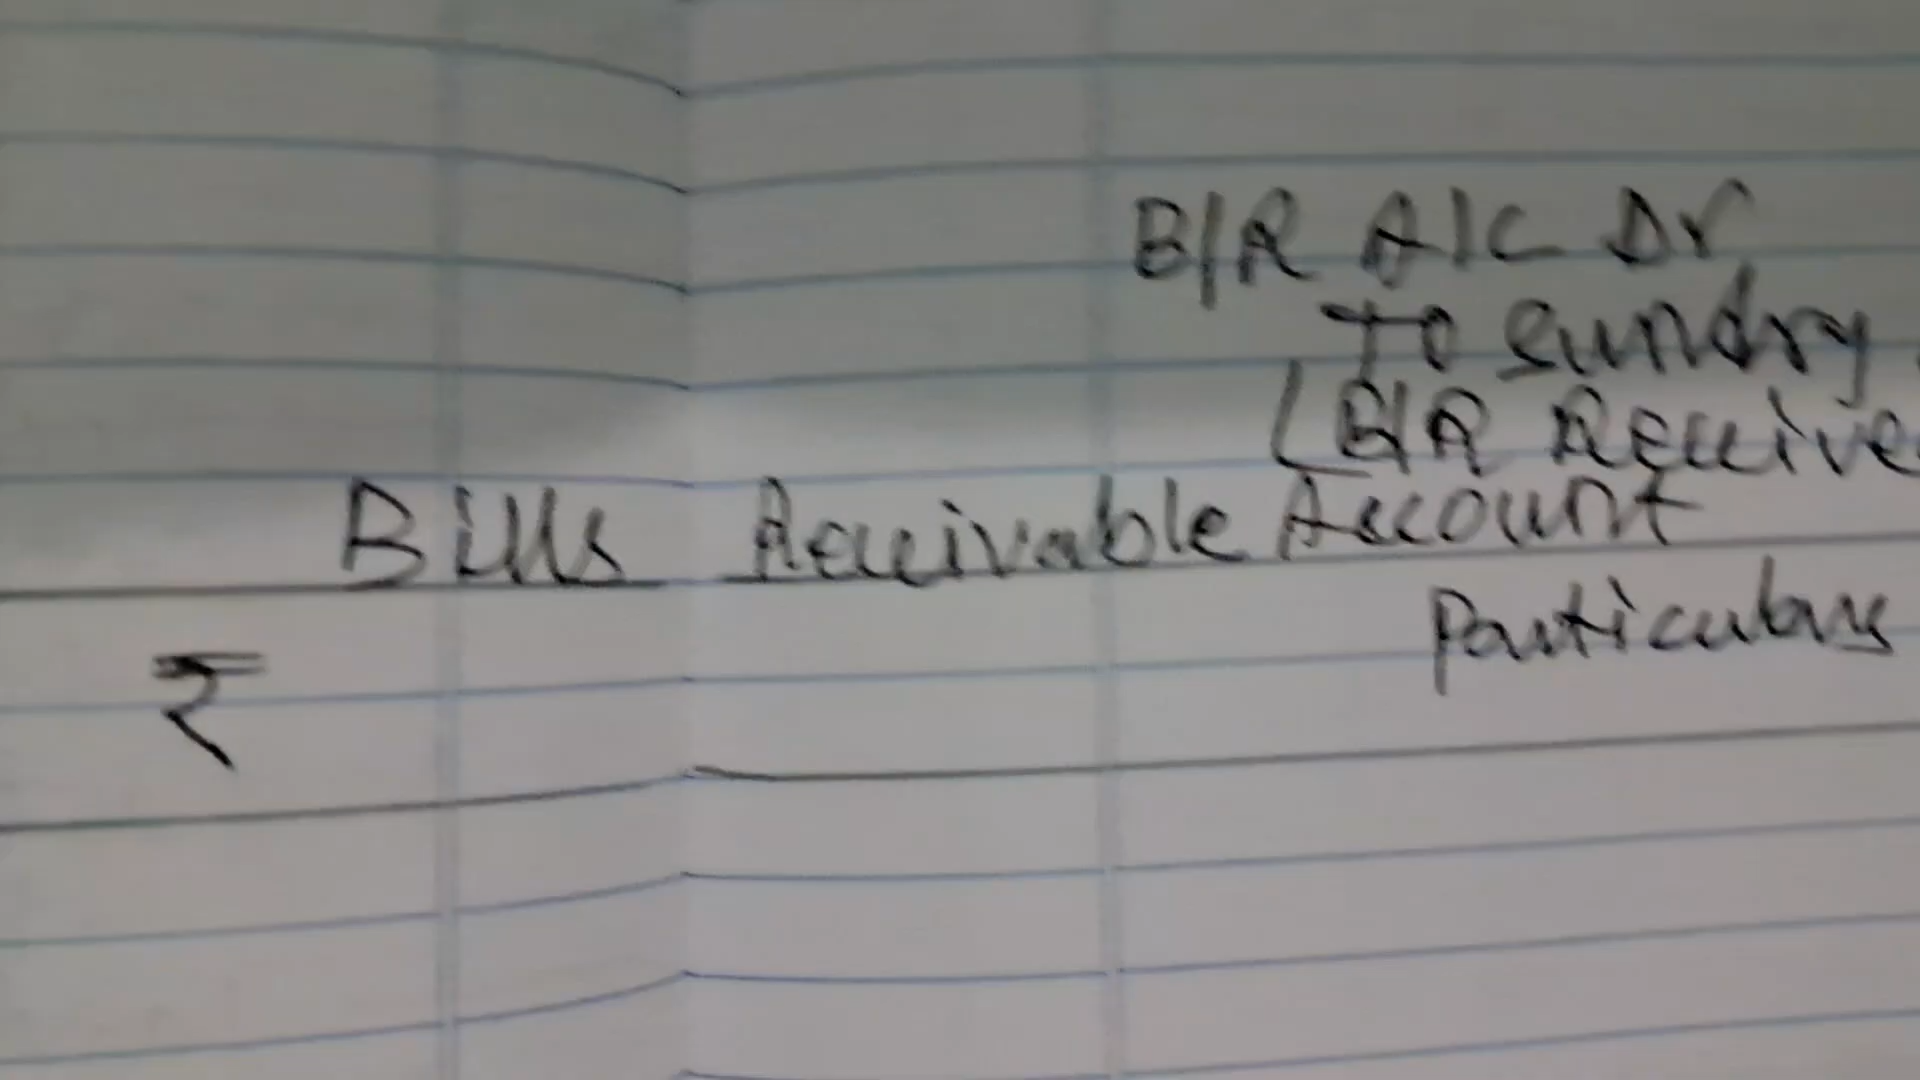 B/R A/C Dr
To Sundry
(B/R Receive
Bills Receivable Account
Particulars
₹